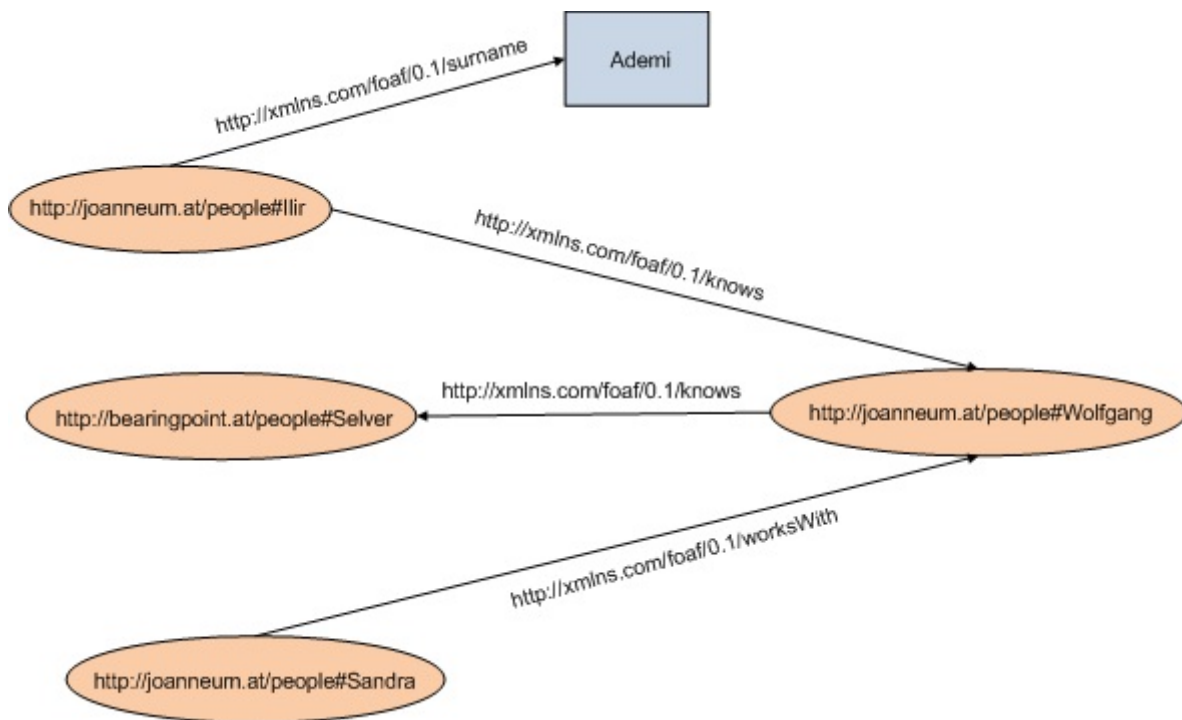 Ademi
http://xmlns.com/foaf/0.1/surname
http://joanneum.at/people#Ilir
http://xmlns.com/foaf/0.1/knows
http://xmlns.com/foaf/0.1/knows
http://bearingpoint.at/people#Selver
http://joanneum.at/people#Wolfgang
http://xmlns.com/foaf/0.1/worksWith
http://joanneum.at/people#Sandra